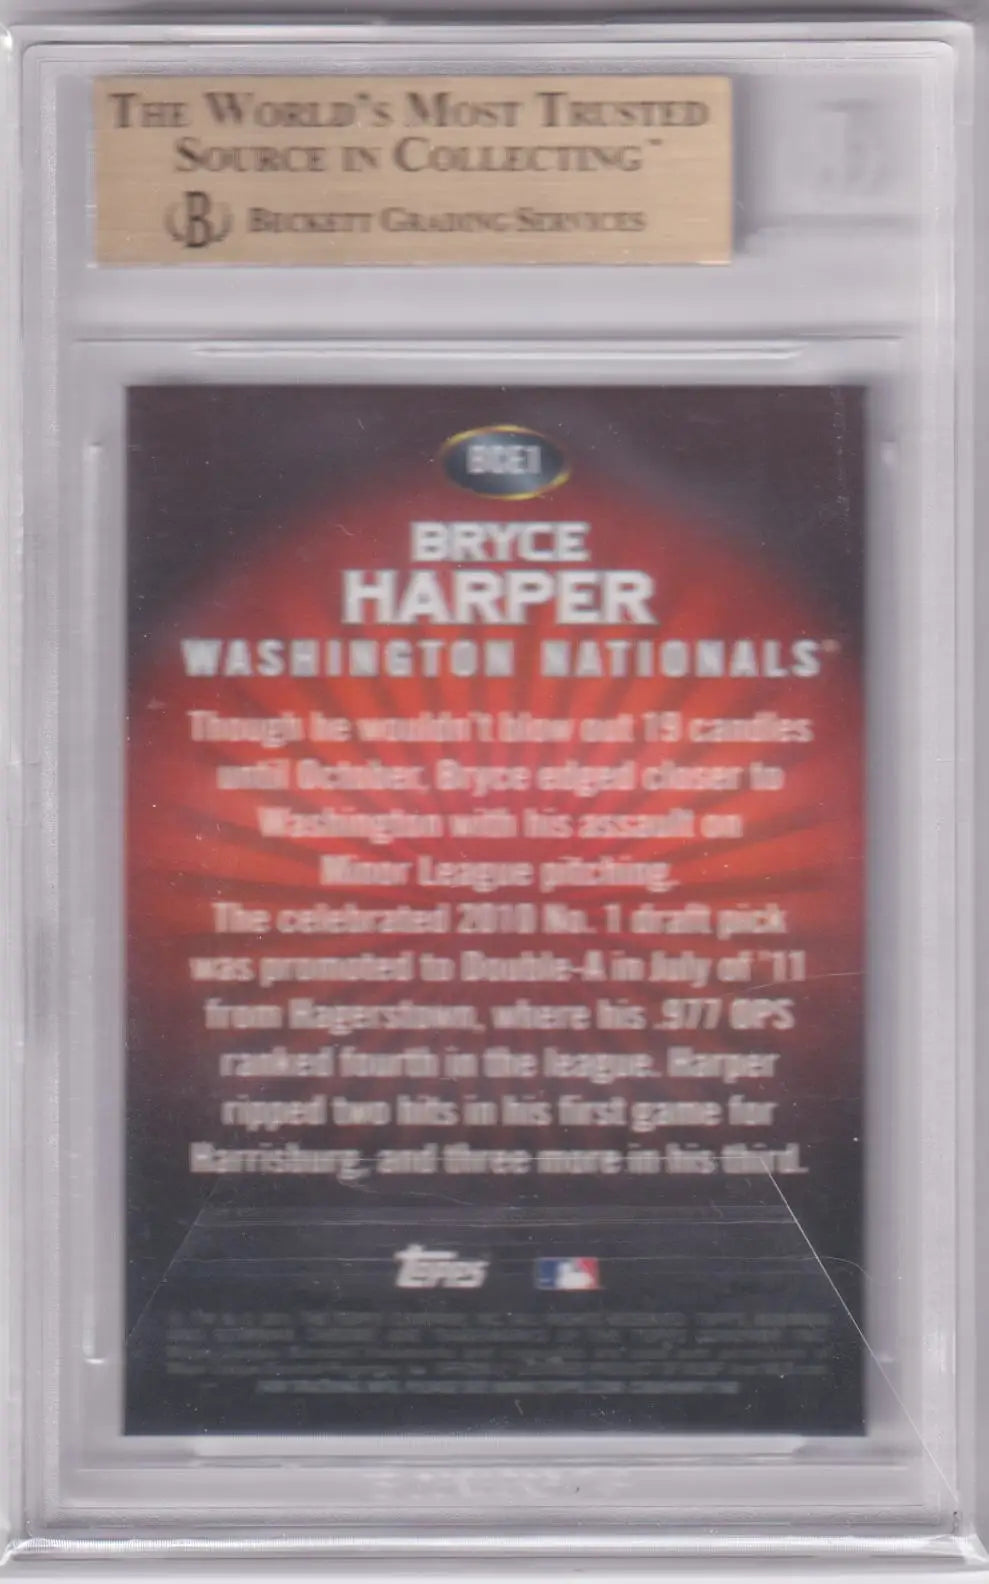 THE WORLD'S MOST TRUSTED
SOURCE IN COLLECTING™
B BECKETT GRADING SERVICES
BCE1
BRYCE
HARPER
WASHINGTON NATIONALS™
Though he wouldn't blow out 19 candles
until October, Bryce edged closer to
Washington with his assault on
Minor League pitching.
The celebrated 2010 No. 1 draft pick
was promoted to Double-A in July of '11
from Hagerstown, where his .977 OPS
ranked fourth in the league. Harper
ripped two hits in his first game for
Harrisburg, and three more in his third.
Topps